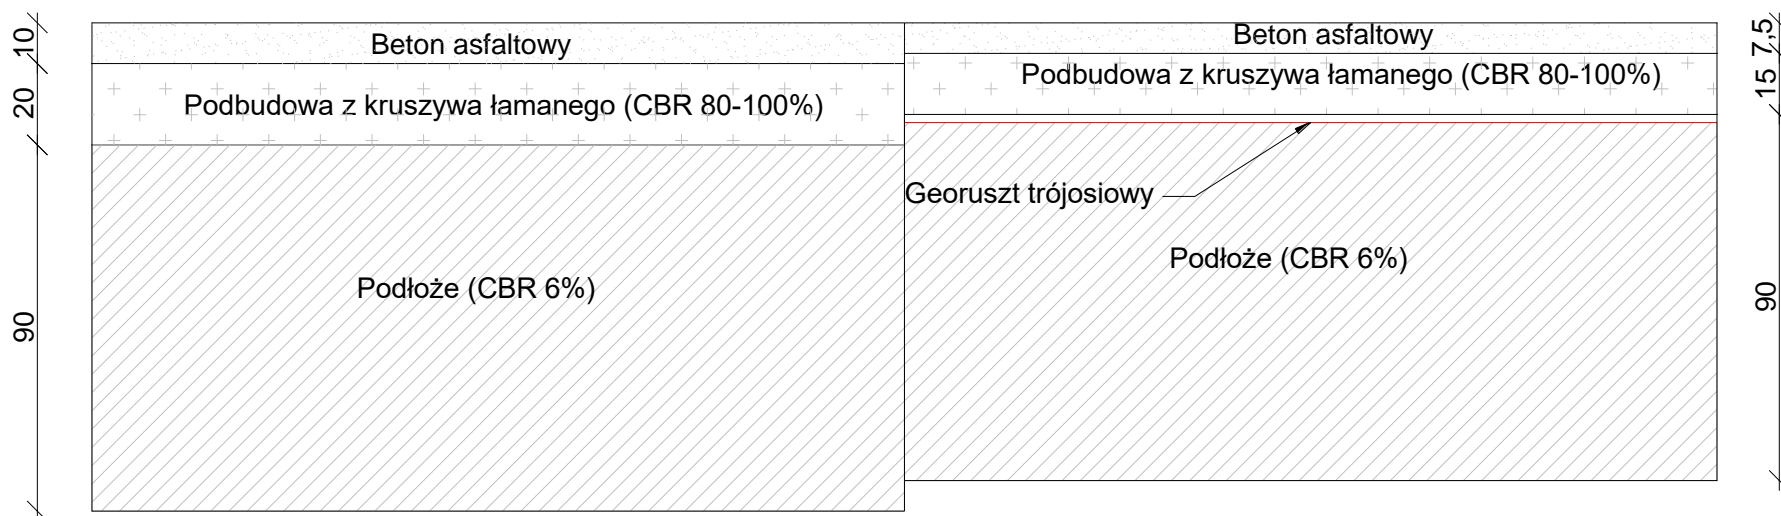 10
20
90
Beton asfaltowy
Podbudowa z kruszywa łamanego (CBR 80-100%)
Podłoże (CBR 6%)
Beton asfaltowy
Podbudowa z kruszywa łamanego (CBR 80-100%)
Georuszt trójosiowy
Podłoże (CBR 6%)
7,5
15
90